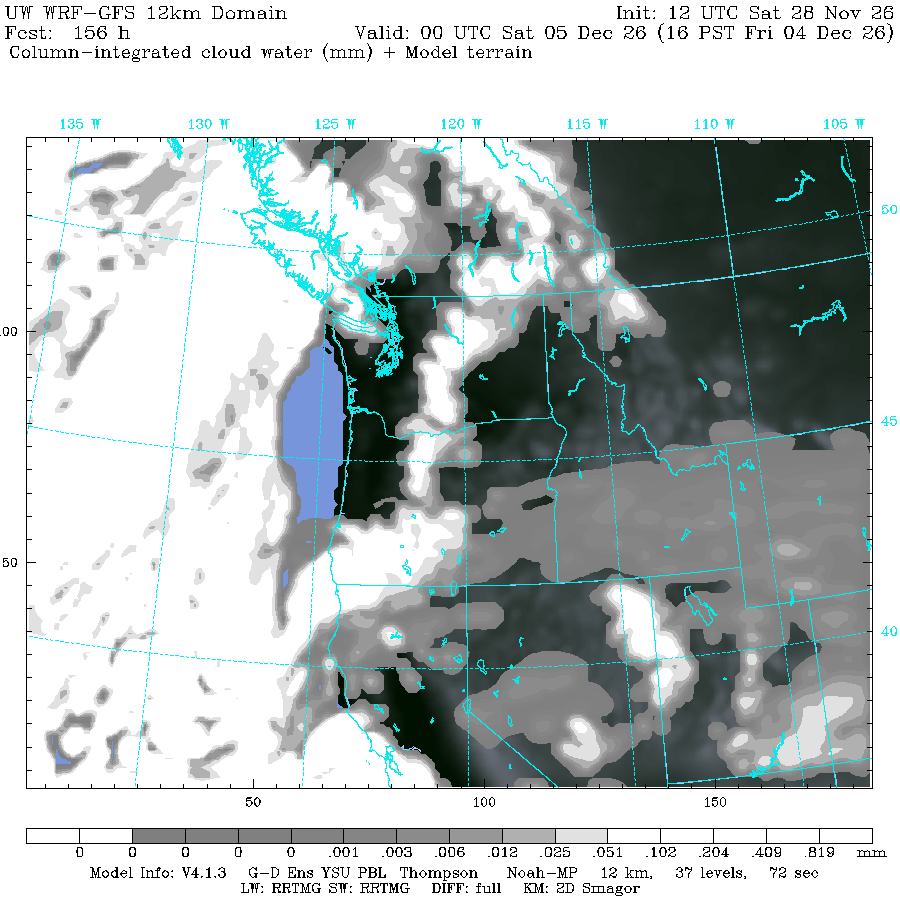 UW WRF-GFS 12km Domain Init: 12 UTC Sat 28 Nov 26
Fcst: 156 h Valid: 00 UTC Sat 05 Dec 26 (16 PST Fri 04 Dec 26)
Column-integrated cloud water (mm) + Model terrain
135 W 130 W 125 W 120 W 115 W 110 W 105 W
50
00
45
50
40
50 100 150
0 0 0 0 0 .001 .003 .006 .012 .025 .051 .102 .204 .409 .819 mm
Model Info: V4.1.3 G-D Ens YSU PBL Thompson Noah-MP 12 km, 37 levels, 72 sec
LW: RRTMG SW: RRTMG DIFF: full KM: 2D Smagor